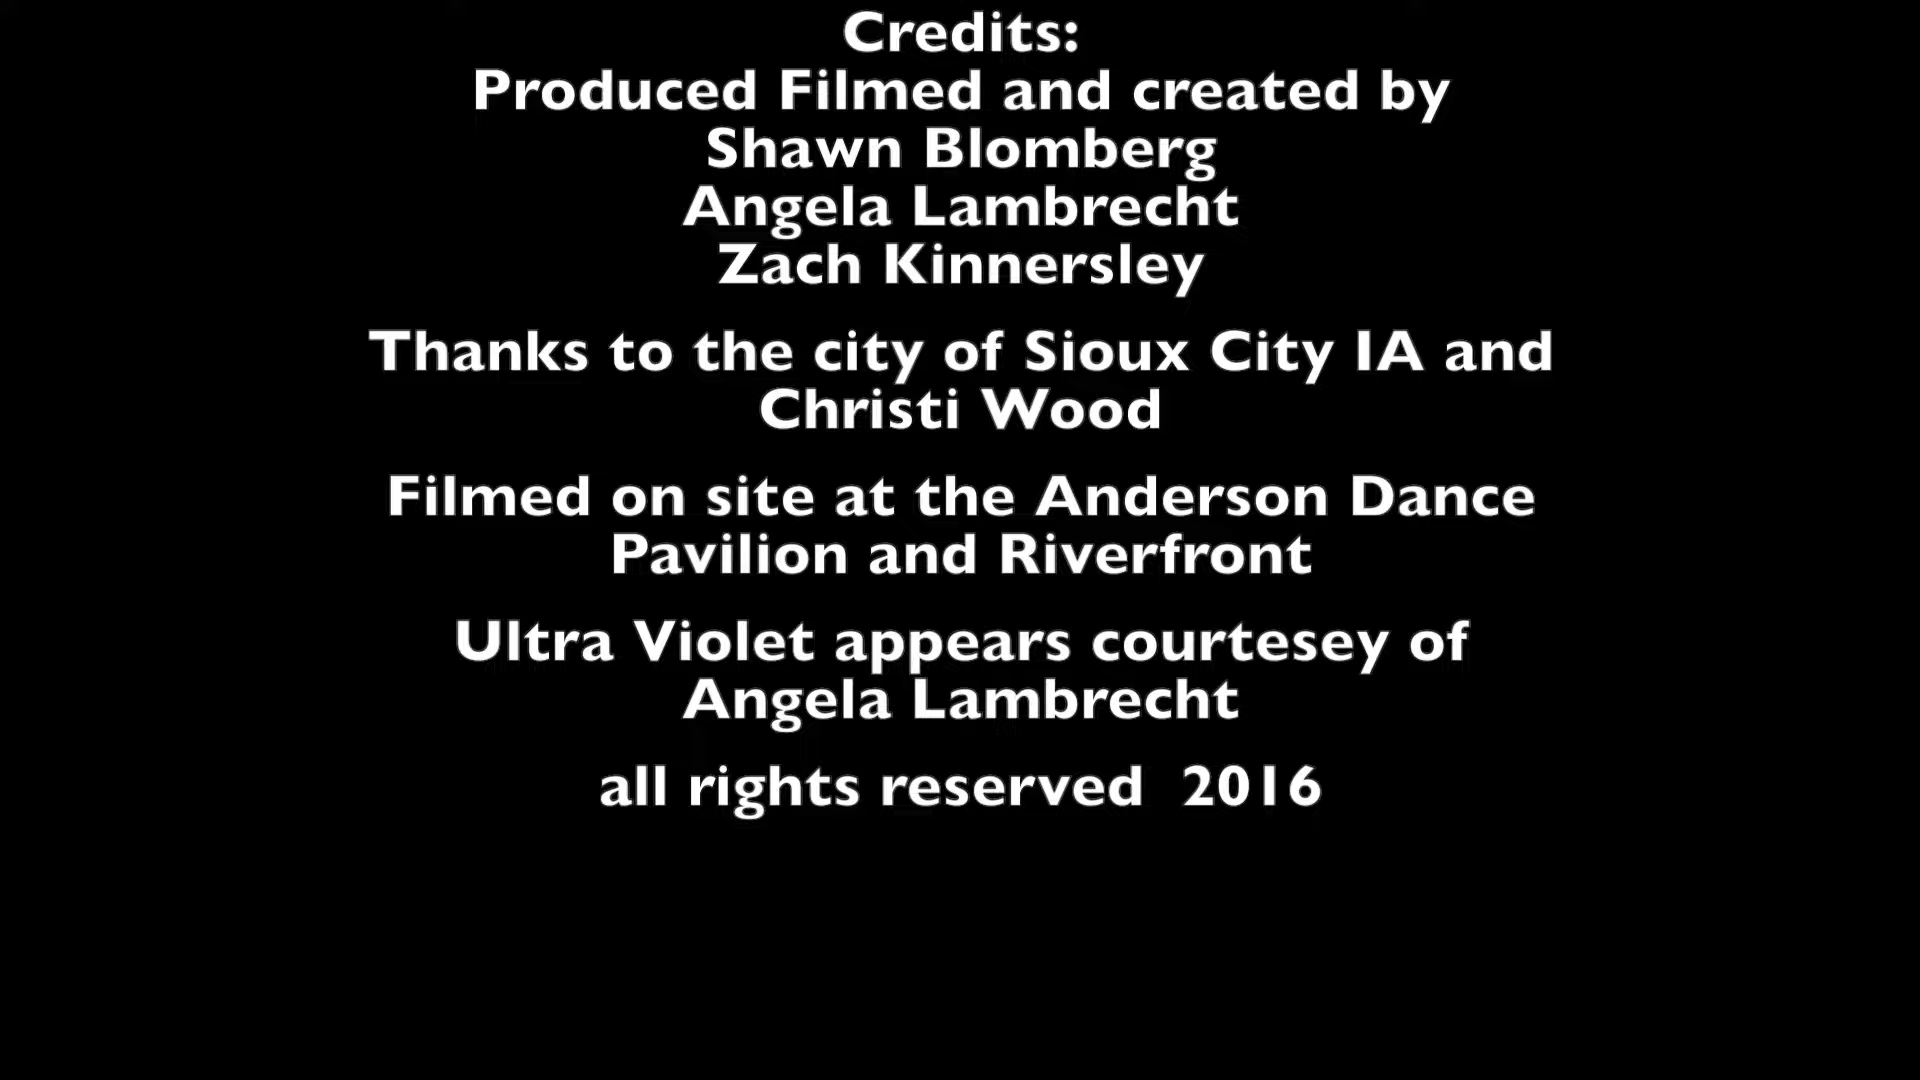 Credits:
Produced Filmed and created by
Shawn Blomberg
Angela Lambrecht
Zach Kinnersley
Thanks to the city of Sioux City IA and
Christi Wood
Filmed on site at the Anderson Dance
Pavilion and Riverfront
Ultra Violet appears courtesey of
Angela Lambrecht
all rights reserved  2016